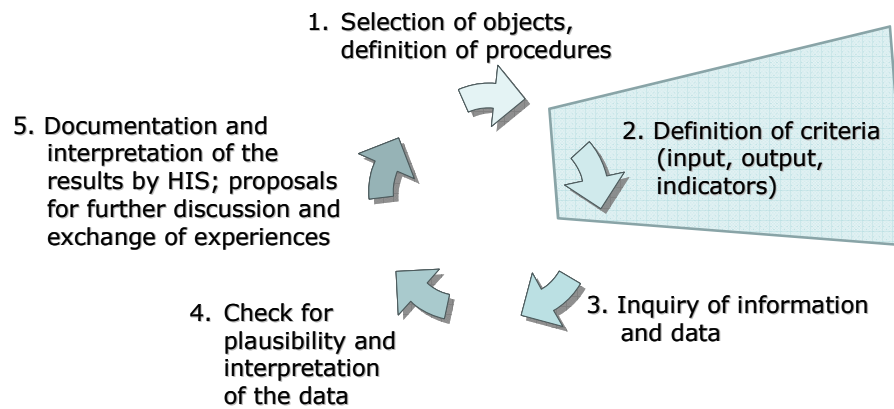 1. Selection of objects,
definition of procedures
2. Definition of criteria
(input, output,
indicators)
3. Inquiry of information
and data
4. Check for
plausibility and
interpretation
of the data
5. Documentation and
interpretation of the
results by HIS; proposals
for further discussion and
exchange of experiences